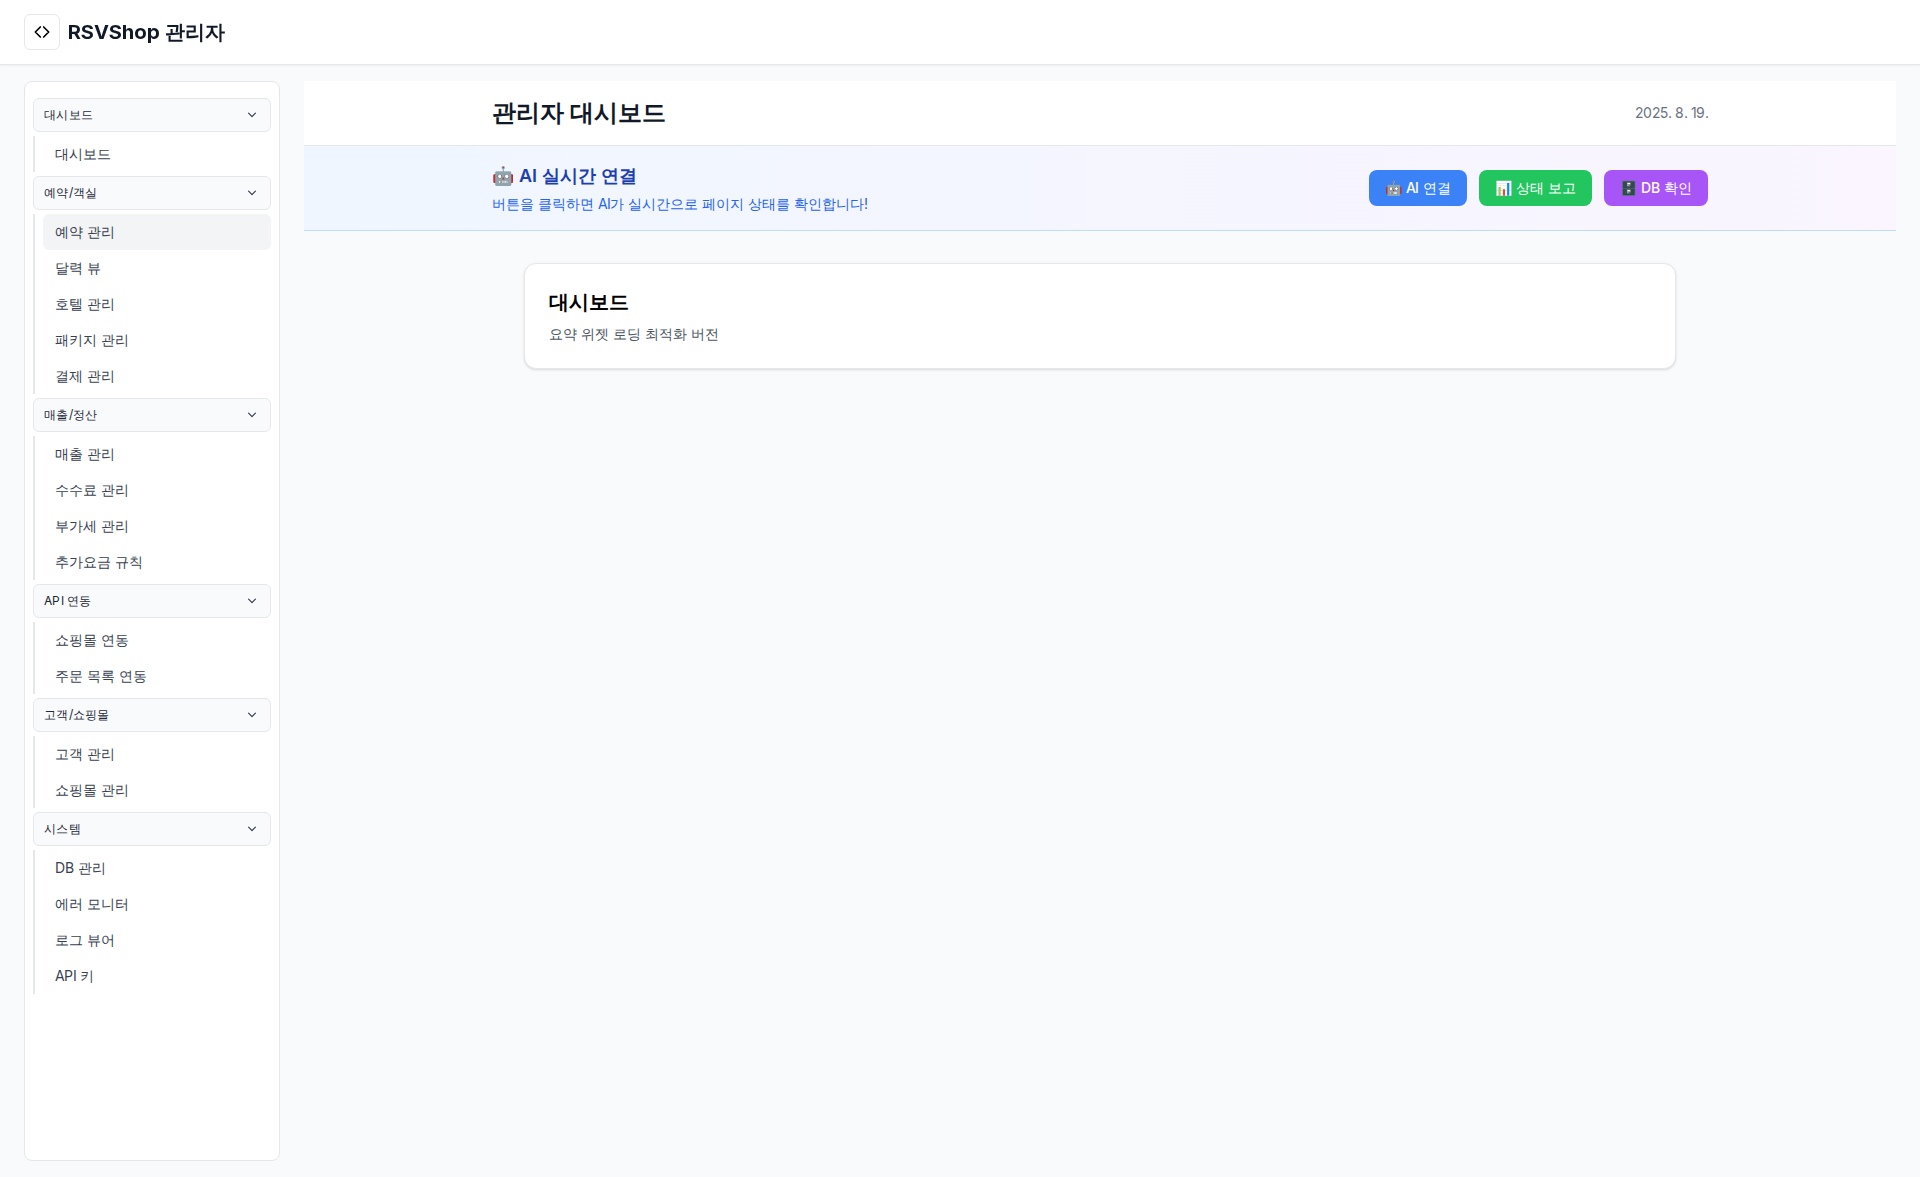 RSVShop 관리자
대시보드
대시보드
예약/객실
예약 관리
달력 뷰
호텔 관리
패키지 관리
결제 관리
매출/정산
매출 관리
수수료 관리
부가세 관리
추가요금 규칙
API 연동
쇼핑몰 연동
주문 목록 연동
고객/쇼핑몰
고객 관리
쇼핑몰 관리
시스템
DB 관리
에러 모니터
로그 뷰어
API 키
관리자 대시보드
2025. 8. 19.
🤖 AI 실시간 연결
버튼을 클릭하면 AI가 실시간으로 페이지 상태를 확인합니다!
🤖 AI 연결
📊 상태 보고
🗄️ DB 확인
대시보드
요약 위젯 로딩 최적화 버전